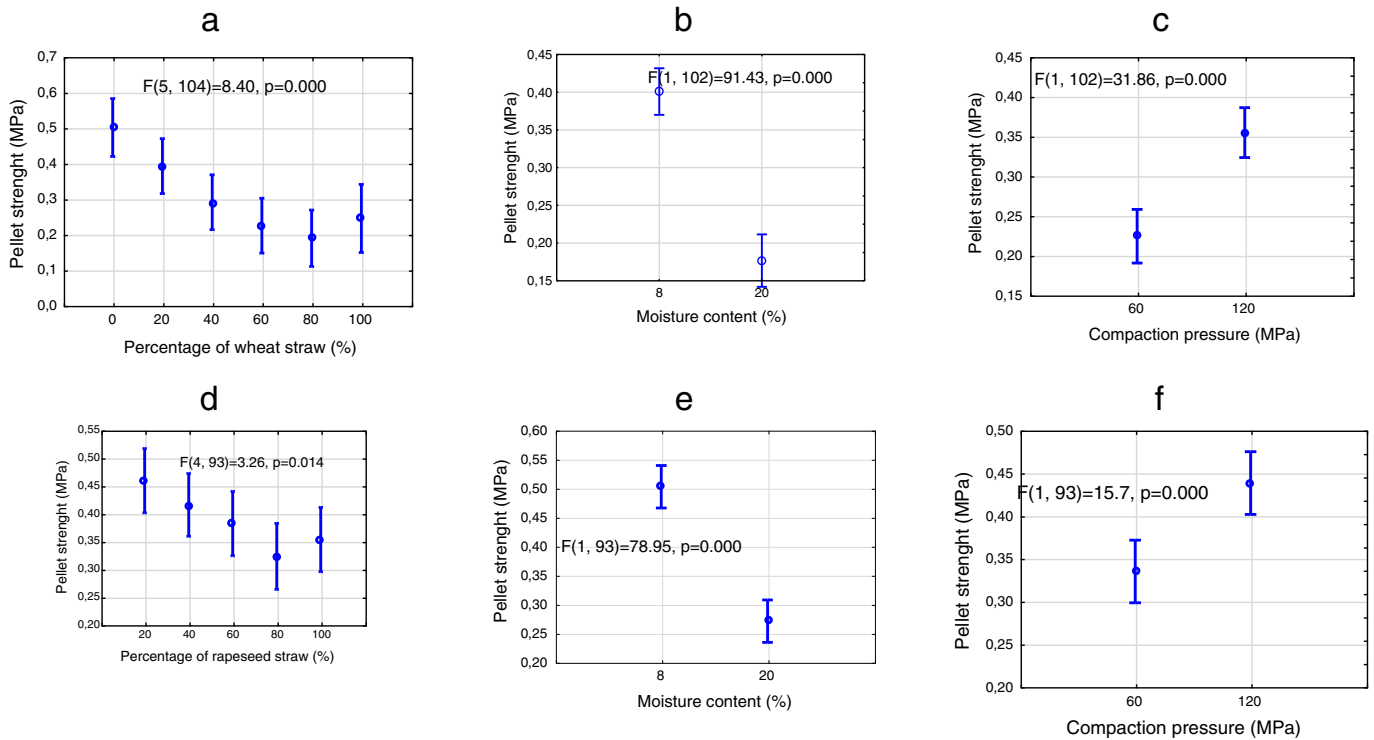 a
0,7
0,6
0,5
0,4
0,3
0,2
0,1
0,0
Pellet strenght (MPa)
F(5, 104)=8.40, p=0.000
0 20 40 60 80 100
Percentage of wheat straw (%)
b
0,45
0,40
0,35
0,30
0,25
0,20
0,15
Pellet strenght (MPa)
F(1, 102)=91.43, p=0.000
8 20
Moisture content (%)
c
0,45
0,40
0,35
0,30
0,25
0,20
0,15
Pellet strenght (MPa)
F(1, 102)=31.86, p=0.000
60 120
Compaction pressure (MPa)
d
0,55
0,50
0,45
0,40
0,35
0,30
0,25
0,20
Pellet strenght (MPa)
F(4, 93)=3.26, p=0.014
20 40 60 80 100
Percentage of rapeseed straw (%)
e
0,60
0,55
0,50
0,45
0,40
0,35
0,30
0,25
0,20
Pellet strenght (MPa)
F(1, 93)=78.95, p=0.000
8 20
Moisture content (%)
f
0,50
0,45
0,40
0,35
0,30
0,20
Pellet strenght (MPa)
F(1, 93)=15.7, p=0.000
60 120
Compaction pressure (MPa)